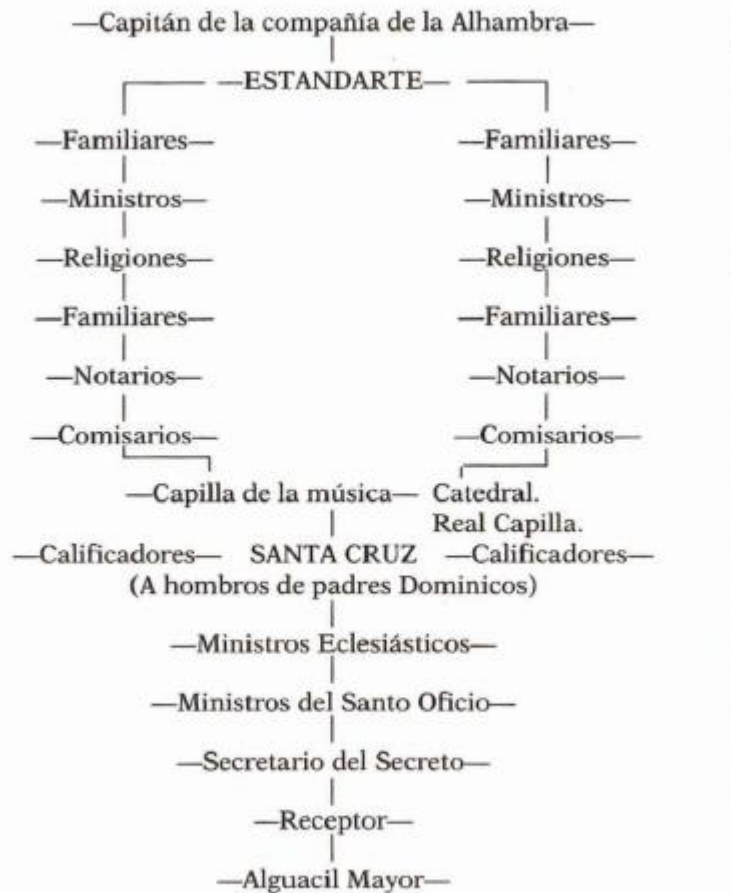 —Capitán de la compañía de la Alhambra—
—ESTANDARTE—
—Familiares— —Familiares—
—Ministros— —Ministros—
—Religiones— —Religiones—
—Familiares— —Familiares—
—Notarios— —Notarios—
—Comisarios— —Comisarios—
—Capilla de la música— Catedral.
Real Capilla.
—Calificadores— SANTA CRUZ —Calificadores—
(A hombros de padres Dominicos)
—Ministros Eclesiásticos—
—Ministros del Santo Oficio—
—Secretario del Secreto—
—Receptor—
—Alguacil Mayor—